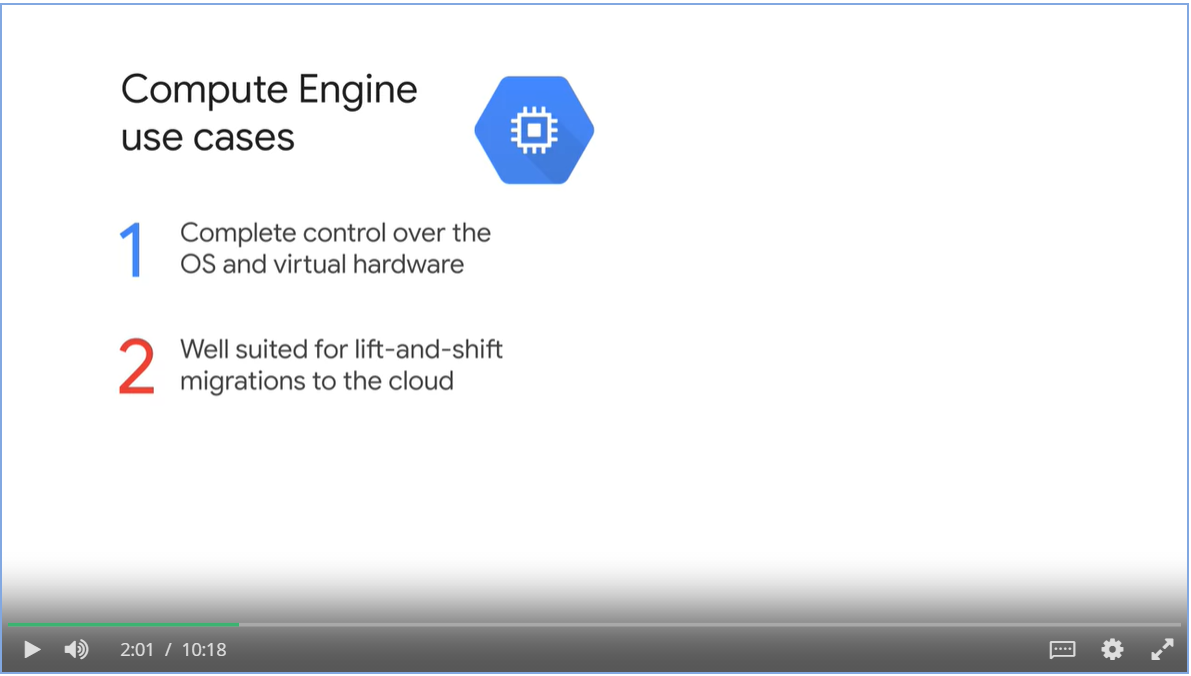 Compute Engine
use cases
1 Complete control over the
OS and virtual hardware
2 Well suited for lift-and-shift
migrations to the cloud
2:01 / 10:18